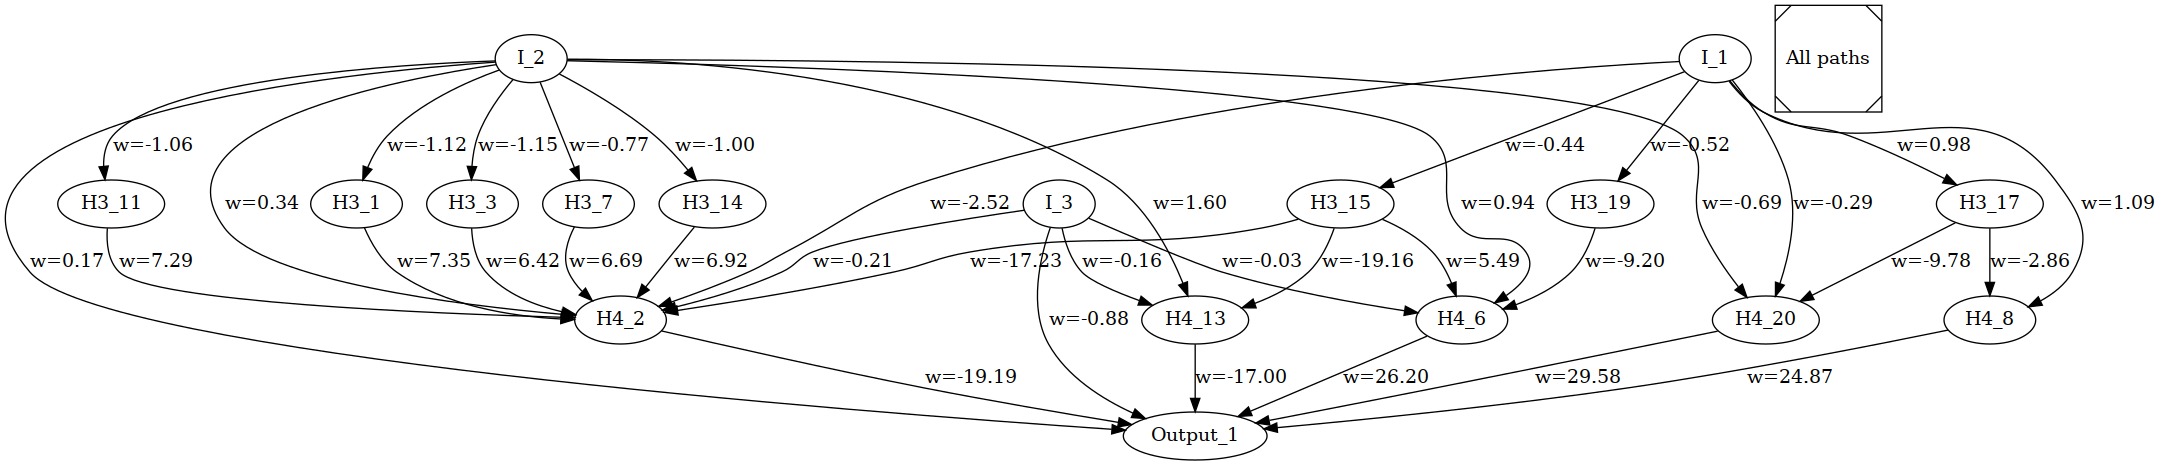 I_2
I_1
All paths
w=-1.06
w=-1.12
w=-1.15
w=-0.77
w=-1.00
w=-0.44
w=-0.52
w=0.98
H3_11
w=0.34
H3_1
H3_3
H3_7
H3_14
w=-2.52
I_3
w=1.60
H3_15
w=0.94
H3_19
w=-0.69
w=-0.29
H3_17
w=1.09
w=0.17
w=7.29
w=7.35
w=6.42
w=6.69
w=6.92
w=-0.21
w=-17.23
w=-0.16
w=-0.03
w=-19.16
w=5.49
w=-9.20
w=-9.78
w=-2.86
H4_2
w=-0.88
H4_13
H4_6
H4_20
H4_8
w=-19.19
w=-17.00
w=26.20
w=29.58
w=24.87
Output_1